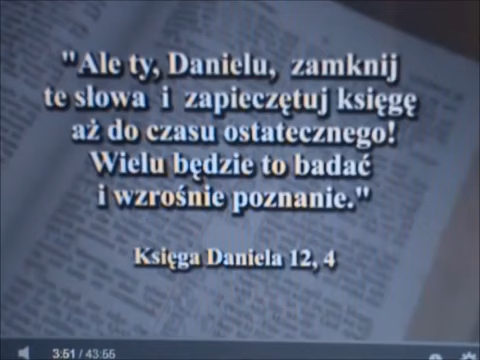 "Ale ty, Danielu, zamknij
te słowa i zapieczętuj księgę
aż do czasu ostatecznego!
Wielu będzie to badać
i wzrośnie poznanie."
Księga Daniela 12, 4
3:51 / 43:55